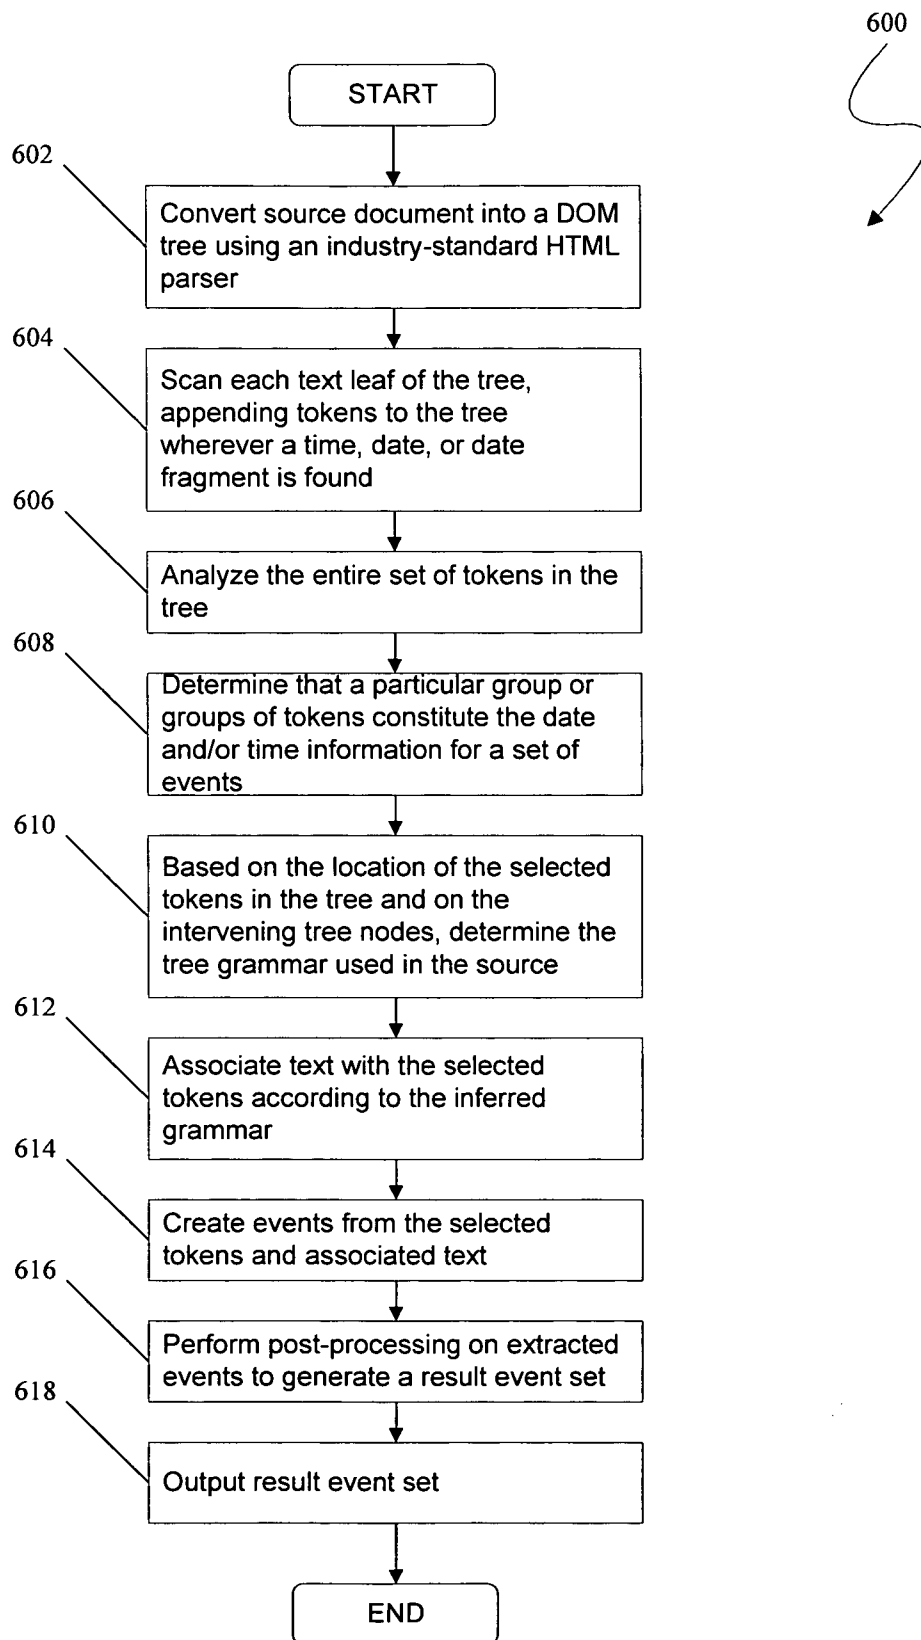 600
START
602
Convert source document into a DOM
tree using an industry-standard HTML
parser
604
Scan each text leaf of the tree,
appending tokens to the tree
wherever a time, date, or date
fragment is found
606
Analyze the entire set of tokens in the
tree
608
Determine that a particular group or
groups of tokens constitute the date
and/or time information for a set of
events
610
Based on the location of the selected
tokens in the tree and on the
intervening tree nodes, determine the
tree grammar used in the source
612
Associate text with the selected
tokens according to the inferred
grammar
614
Create events from the selected
tokens and associated text
616
Perform post-processing on extracted
events to generate a result event set
618
Output result event set
END